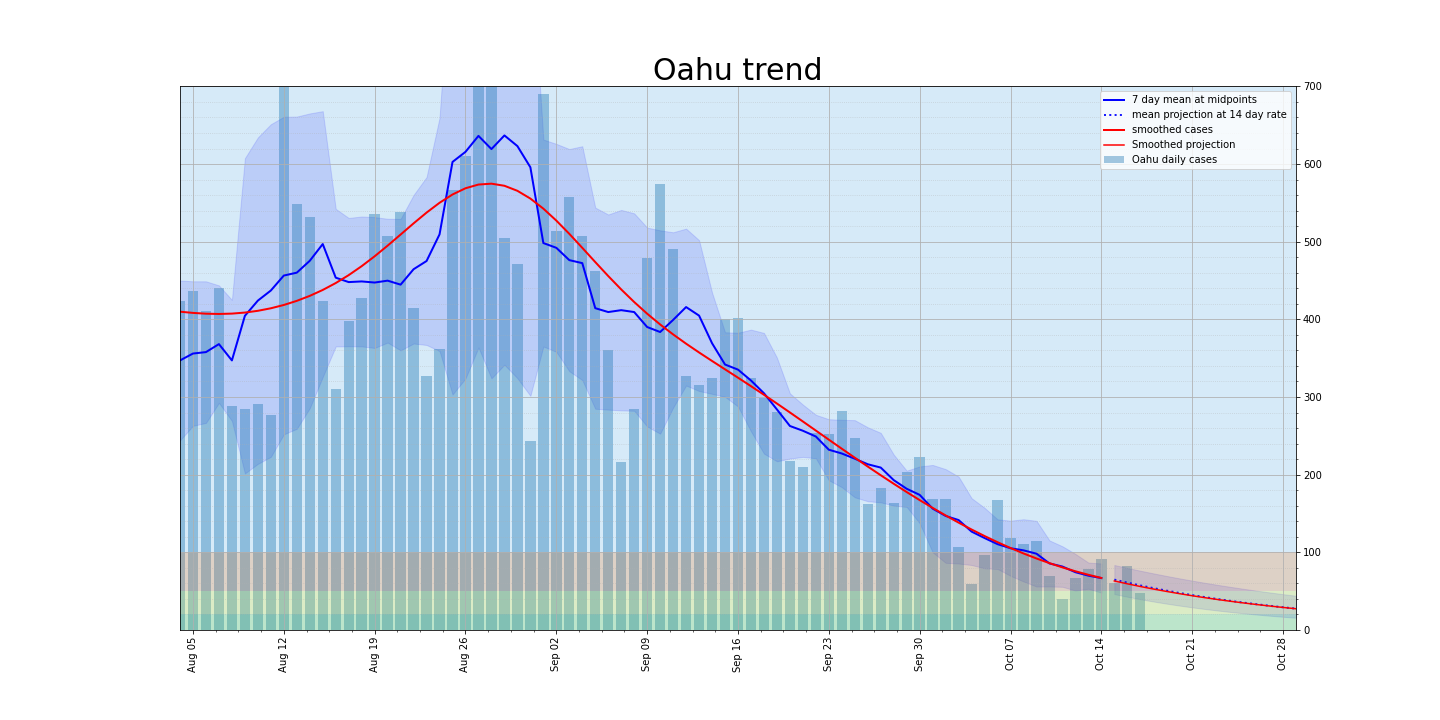 Oahu trend
7 day mean at midpoints
mean projection at 14 day rate
smoothed cases
Smoothed projection
Oahu daily cases
700
600
500
400
300
200
100
0
Aug 05
Aug 12
Aug 19
Aug 26
Sep 02
Sep 09
Sep 16
Sep 23
Sep 30
Oct 07
Oct 14
Oct 21
Oct 28